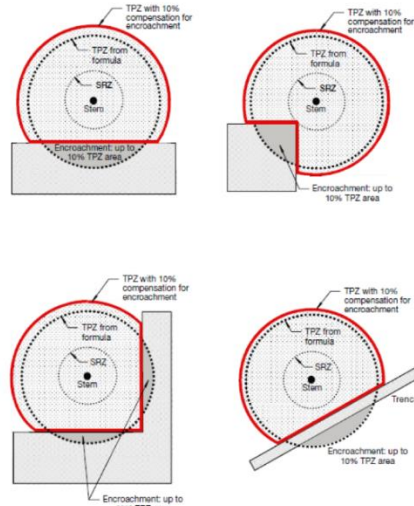 TPZ with 10%
compensation for
encroachment
TPZ from
formula
SRZ
Stem
Encroachment: up to
10% TPZ area
TPZ with 10%
compensation for
encroachment
TPZ from
formula
SRZ
Stem
Encroachment: up to
10% TPZ area
TPZ with 10%
compensation for
encroachment
TPZ from
formula
SRZ
Stem
Encroachment: up to
TPZ with 10%
compensation for
encroachment
TPZ from
formula
SRZ
Stem
Trenc
Encroachment: up to
10% TPZ area